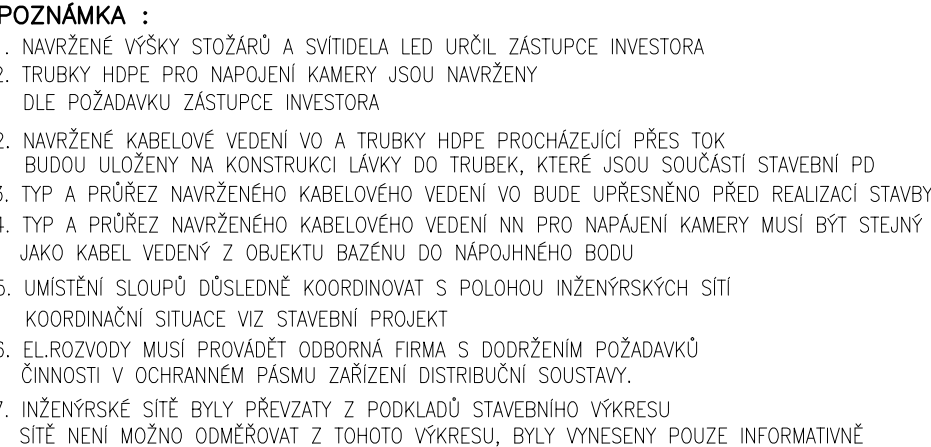 POZNÁMKA :
1. NAVRŽENÉ VÝŠKY STOŽÁRŮ A SVÍTIDELA LED URČIL ZÁSTUPCE INVESTORA
2. TRUBKY HDPE PRO NAPOJENÍ KAMERY JSOU NAVRŽENY
DLE POŽADAVKU ZÁSTUPCE INVESTORA
2. NAVRŽENÉ KABELOVÉ VEDENÍ VO A TRUBKY HDPE PROCHÁZEJÍCÍ PŘES TOK
BUDOU ULOŽENY NA KONSTRUKCI LÁVKY DO TRUBEK, KTERÉ JSOU SOUČÁSTÍ STAVEBNÍ PD
3. TYP A PRŮŘEZ NAVRŽENÉHO KABELOVÉHO VEDENÍ VO BUDE UPŘESNĚNO PŘED REALIZACÍ STAVBY
4. TYP A PRŮŘEZ NAVRŽENÉHO KABELOVÉHO VEDENÍ NN PRO NAPÁJENÍ KAMERY MUSÍ BÝT STEJNÝ
JAKO KABEL VEDENÝ Z OBJEKTU BAZÉNU DO NÁPOJHNÉHO BODU
5. UMÍSTĚNÍ SLOUPŮ DŮSLEDNĚ KOORDINOVAT S POLOHOU INŽENÝRSKÝCH SÍTÍ
KOORDINAČNÍ SITUACE VIZ STAVEBNÍ PROJEKT
6. EL.ROZVODY MUSÍ PROVÁDĚT ODBORNÁ FIRMA S DODRŽENÍM POŽADAVKŮ
ČINNOSTI V OCHRANNÉM PÁSMU ZAŘÍZENÍ DISTRIBUČNÍ SOUSTAVY.
7. INŽENÝRSKÉ SÍTĚ BYLY PŘEVZATY Z PODKLADŮ STAVEBNÍHO VÝKRESU
SÍTĚ NENÍ MOŽNO ODMĚŘOVAT Z TOHOTO VÝKRESU, BYLY VYNESENY POUZE INFORMATIVNĚ